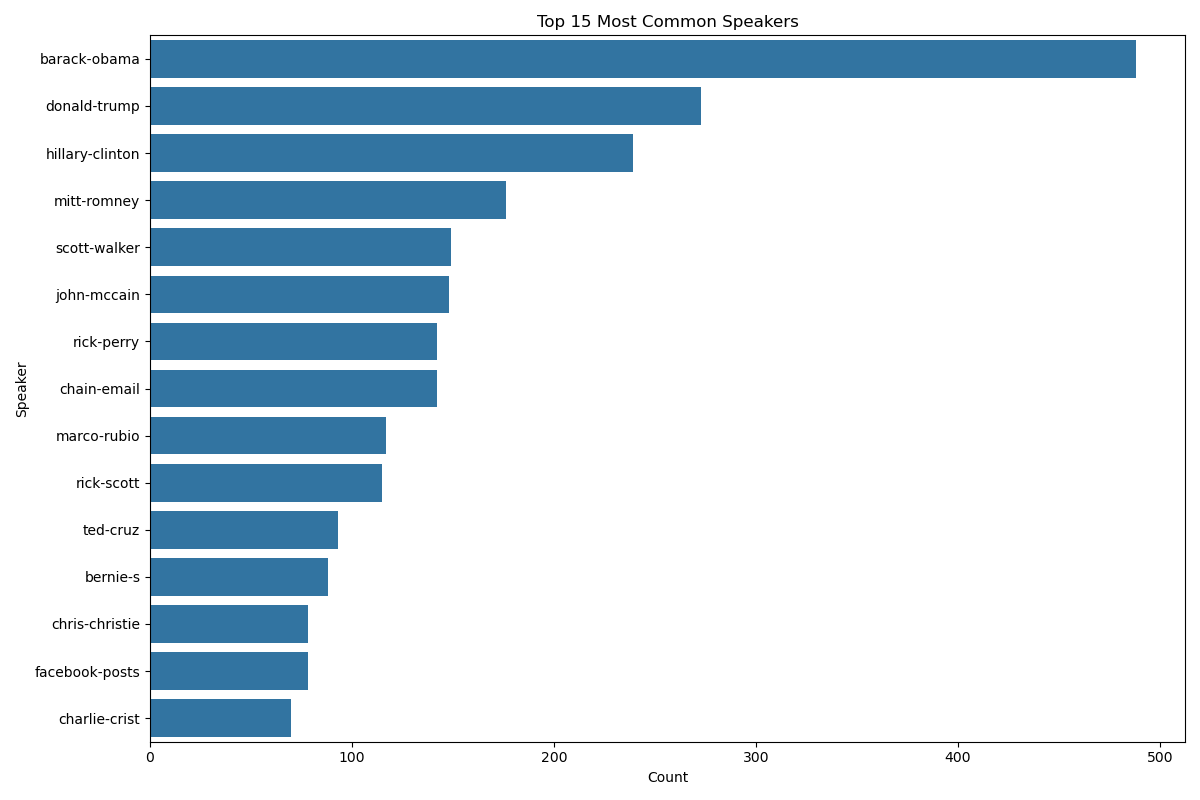 Top 15 Most Common Speakers
Speaker
barack-obama
donald-trump
hillary-clinton
mitt-romney
scott-walker
john-mccain
rick-perry
chain-email
marco-rubio
rick-scott
ted-cruz
bernie-s
chris-christie
facebook-posts
charlie-crist
0 100 200 300 400 500
Count